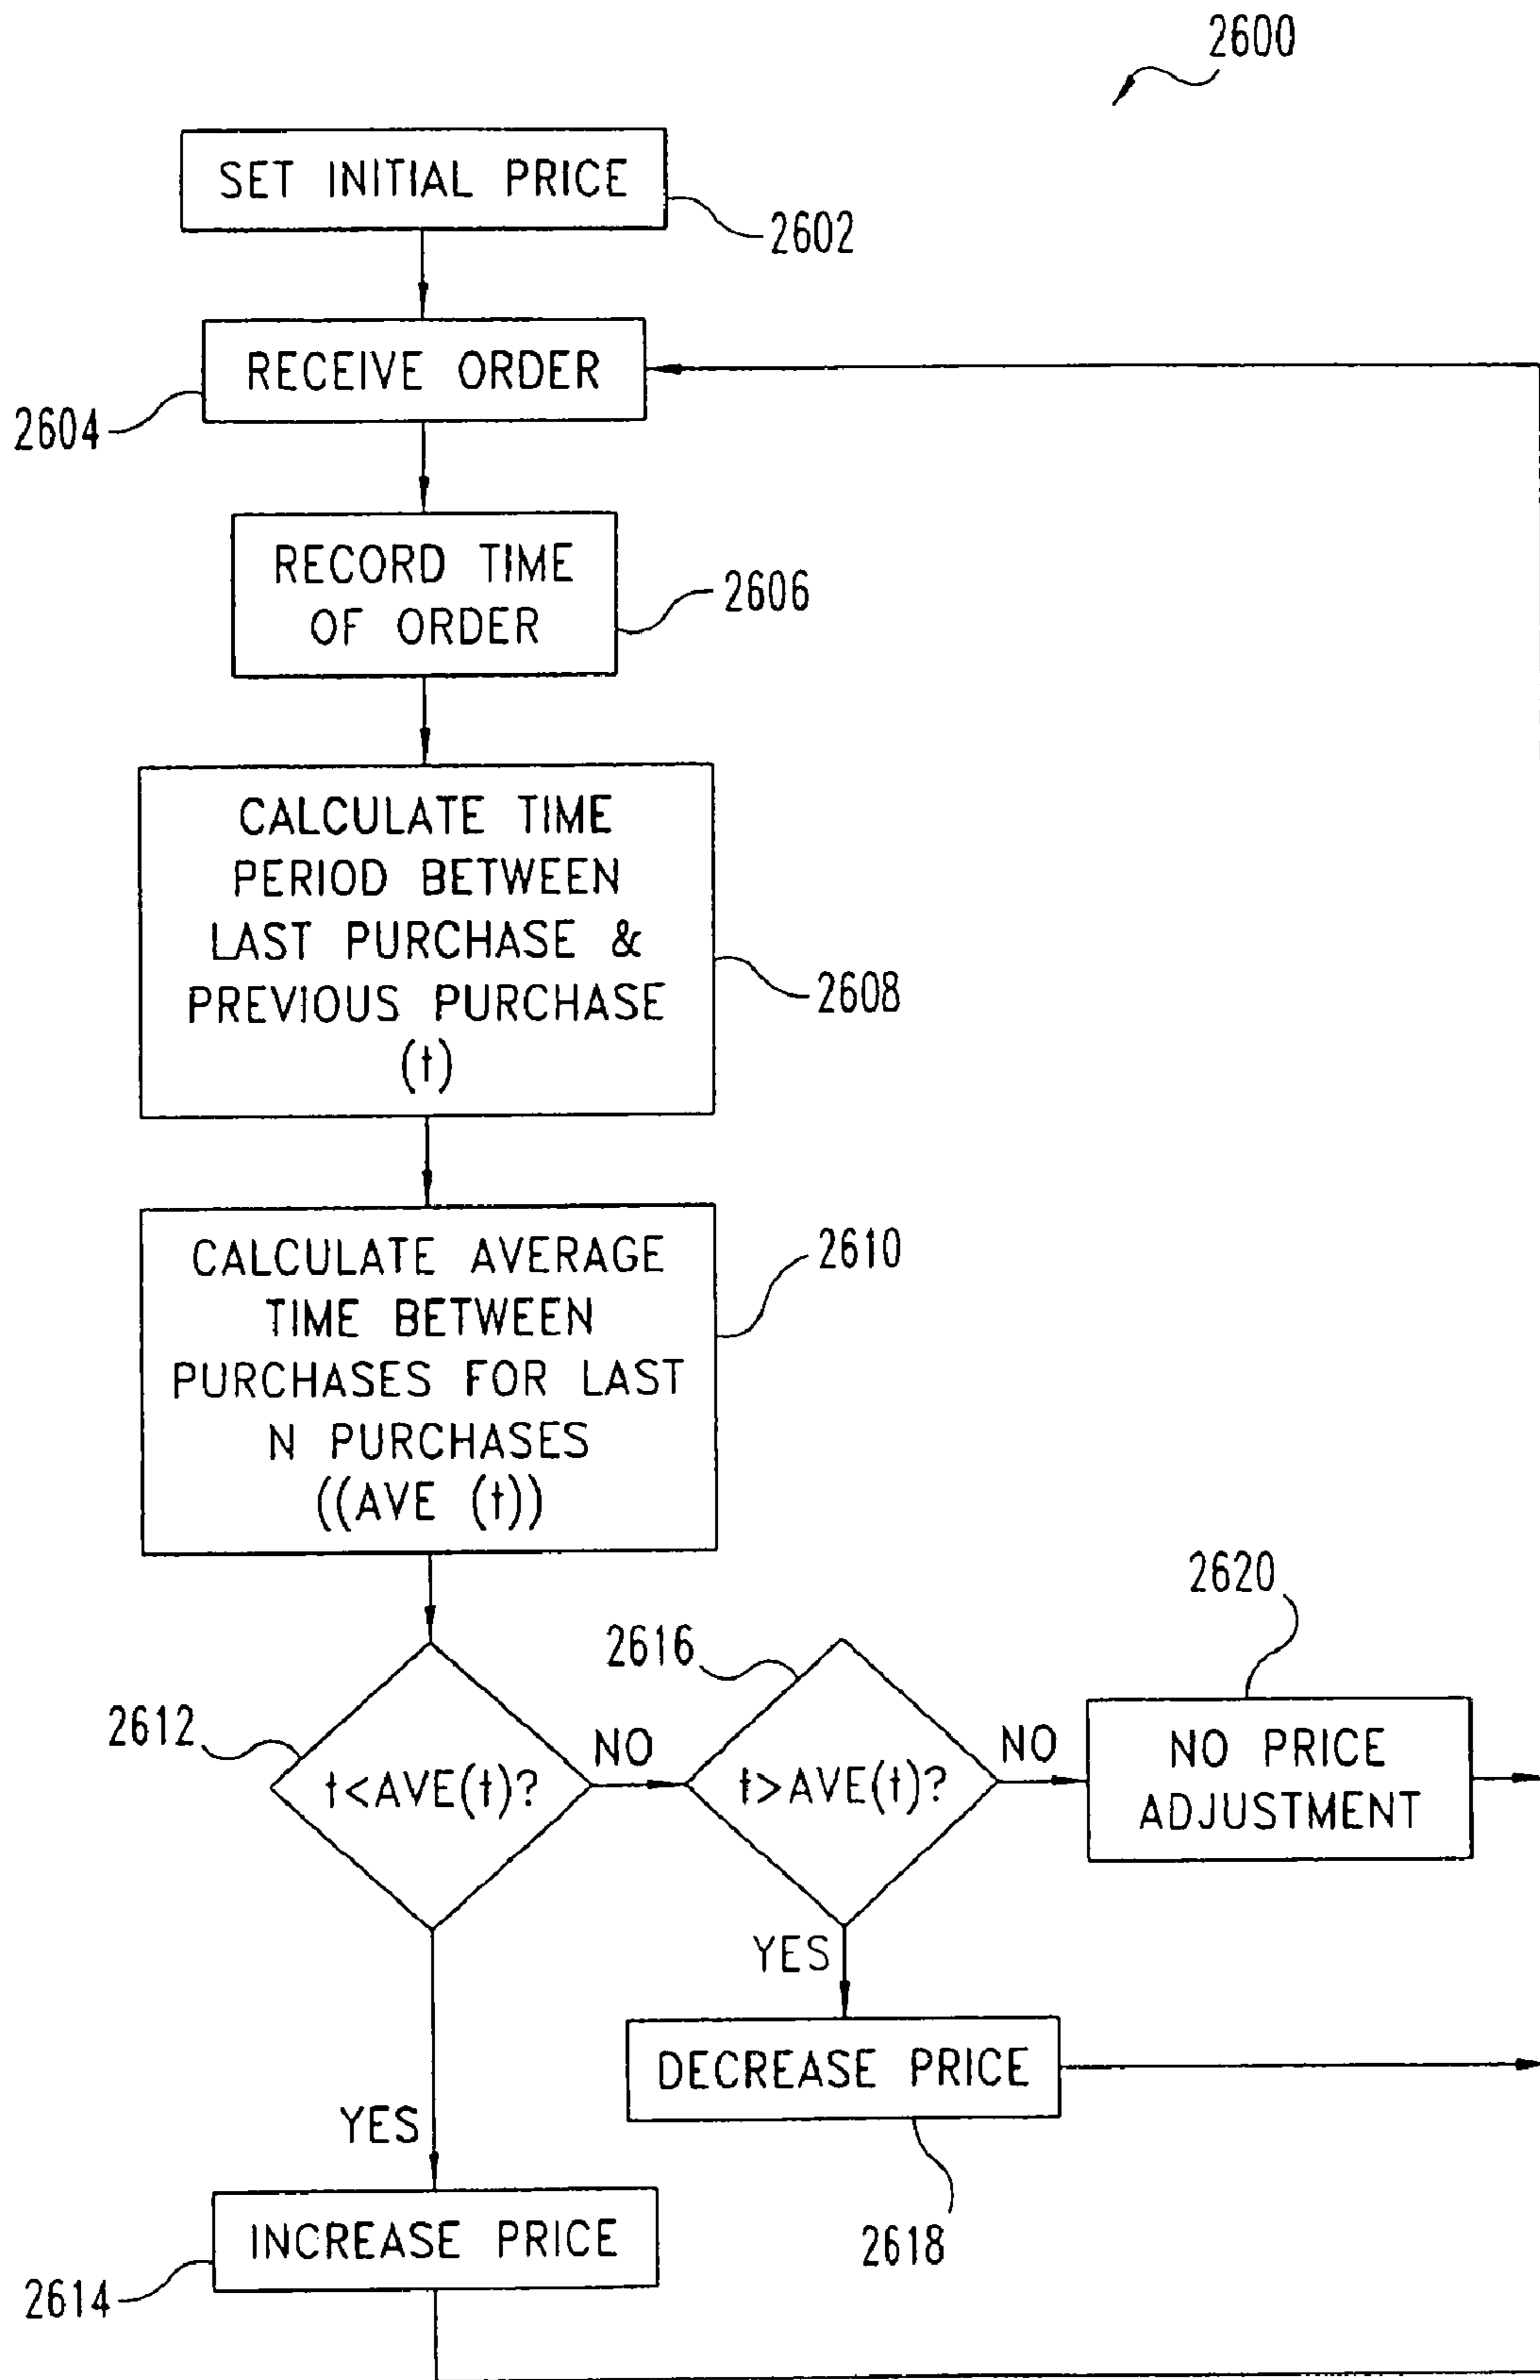 2600
SET INITIAL PRICE
2602
RECEIVE ORDER
2604
RECORD TIME
OF ORDER
2606
CALCULATE TIME
PERIOD BETWEEN
LAST PURCHASE &
PREVIOUS PURCHASE
(t)
2608
CALCULATE AVERAGE
TIME BETWEEN
PURCHASES FOR LAST
N PURCHASES
((AVE (t))
2610
2612
t<AVE(t)?
NO
2616
t>AVE(t)?
NO
2620
NO PRICE
ADJUSTMENT
YES
DECREASE PRICE
2618
YES
INCREASE PRICE
2614